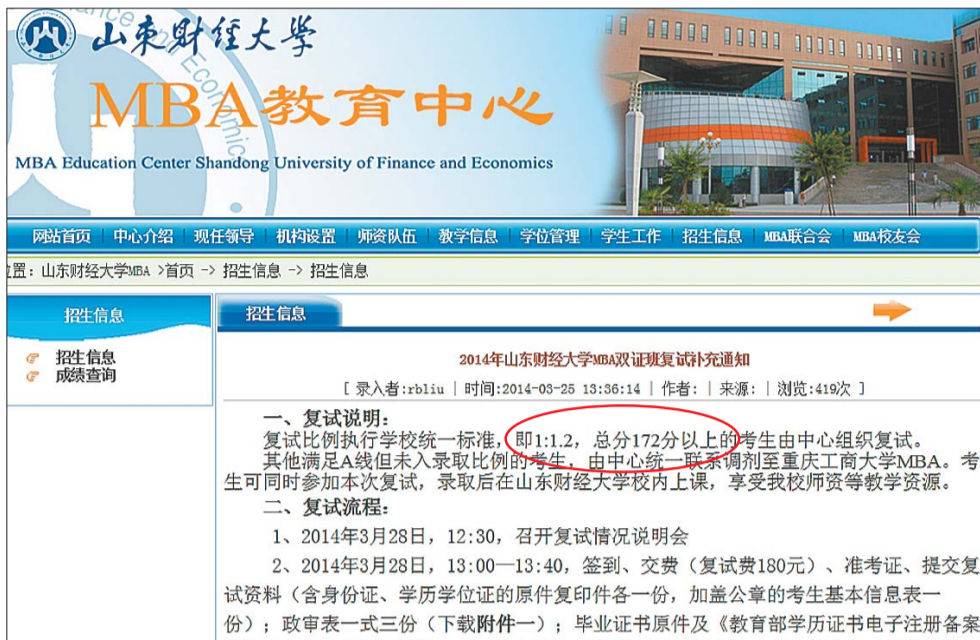 山东财经大学
MBA教育中心
MBA Education Center Shandong University of Finance and Economics
网站首页 中心介绍 现任领导 机构设置 师资队伍 教学信息 学位管理 学生工作 招生信息 MBA联合会 MBA校友会
位置：山东财经大学MBA >首页 -> 招生信息 -> 招生信息
招生信息
招生信息
成绩查询
招生信息
2014年山东财经大学MBA双证班复试补充通知
[ 录入者:rbliu | 时间:2014-03-25 13:36:14 | 作者: | 来源: | 浏览:419次 ]
一、复试说明：
复试比例执行学校统一标准，即1:1.2，总分172分以上的考生由中心组织复试。
其他满足A线但未入录取比例的考生，由中心统一联系调剂至重庆工商大学MBA。考
生可同时参加本次复试，录取后在山东财经大学校内上课，享受我校师资等教学资源。
二、复试流程：
1、2014年3月28日，12:30，召开复试情况说明会
2、2014年3月28日，13:00—13:40，签到、交费（复试费180元）、准考证、提交复
试资料（含身份证、学历学位证的原件复印件各一份，加盖公章的考生基本信息表一
份）；政审表一式三份（下载附件一）；毕业证书原件及《教育部学历证书电子注册备案